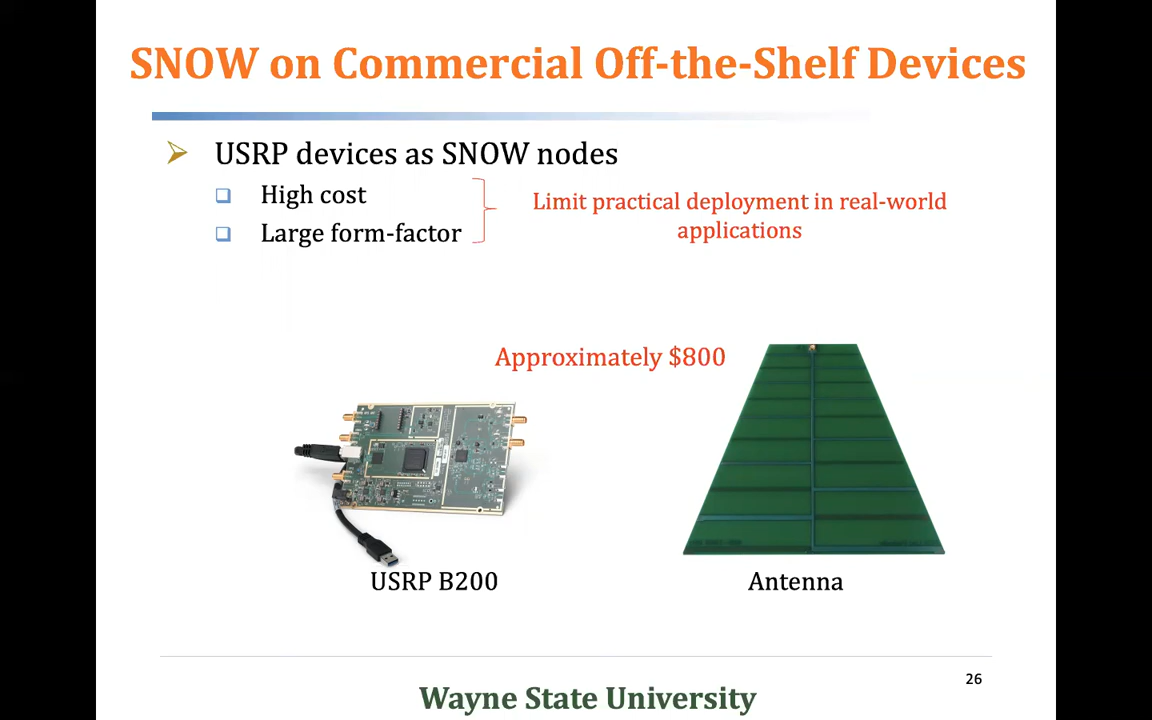 SNOW on Commercial Off-the-Shelf Devices
USRP devices as SNOW nodes
High cost
Large form-factor
Limit practical deployment in real-world
applications
Approximately $800
USRP B200
Antenna
26
Wayne State University